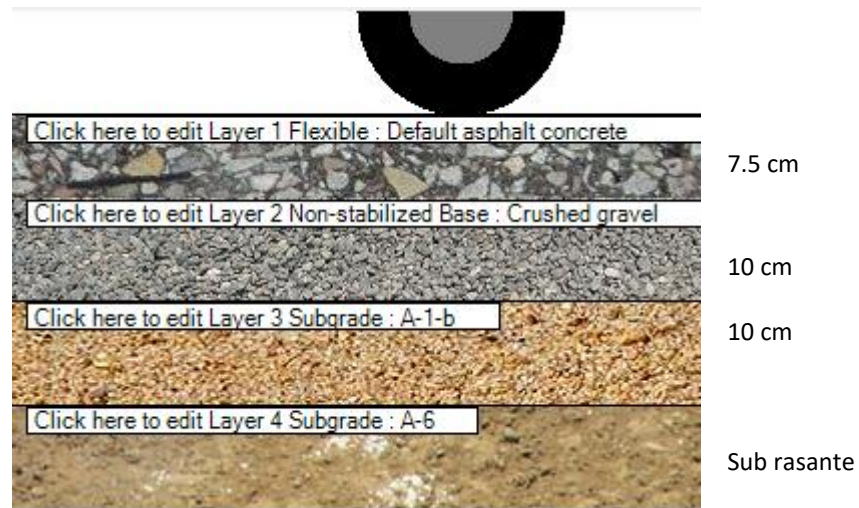 Click here to edit Layer 1 Flexible : Default asphalt concrete
7.5 cm
Click here to edit Layer 2 Non-stabilized Base : Crushed gravel
10 cm
Click here to edit Layer 3 Subgrade : A-1-b
10 cm
Click here to edit Layer 4 Subgrade : A-6
Sub rasante